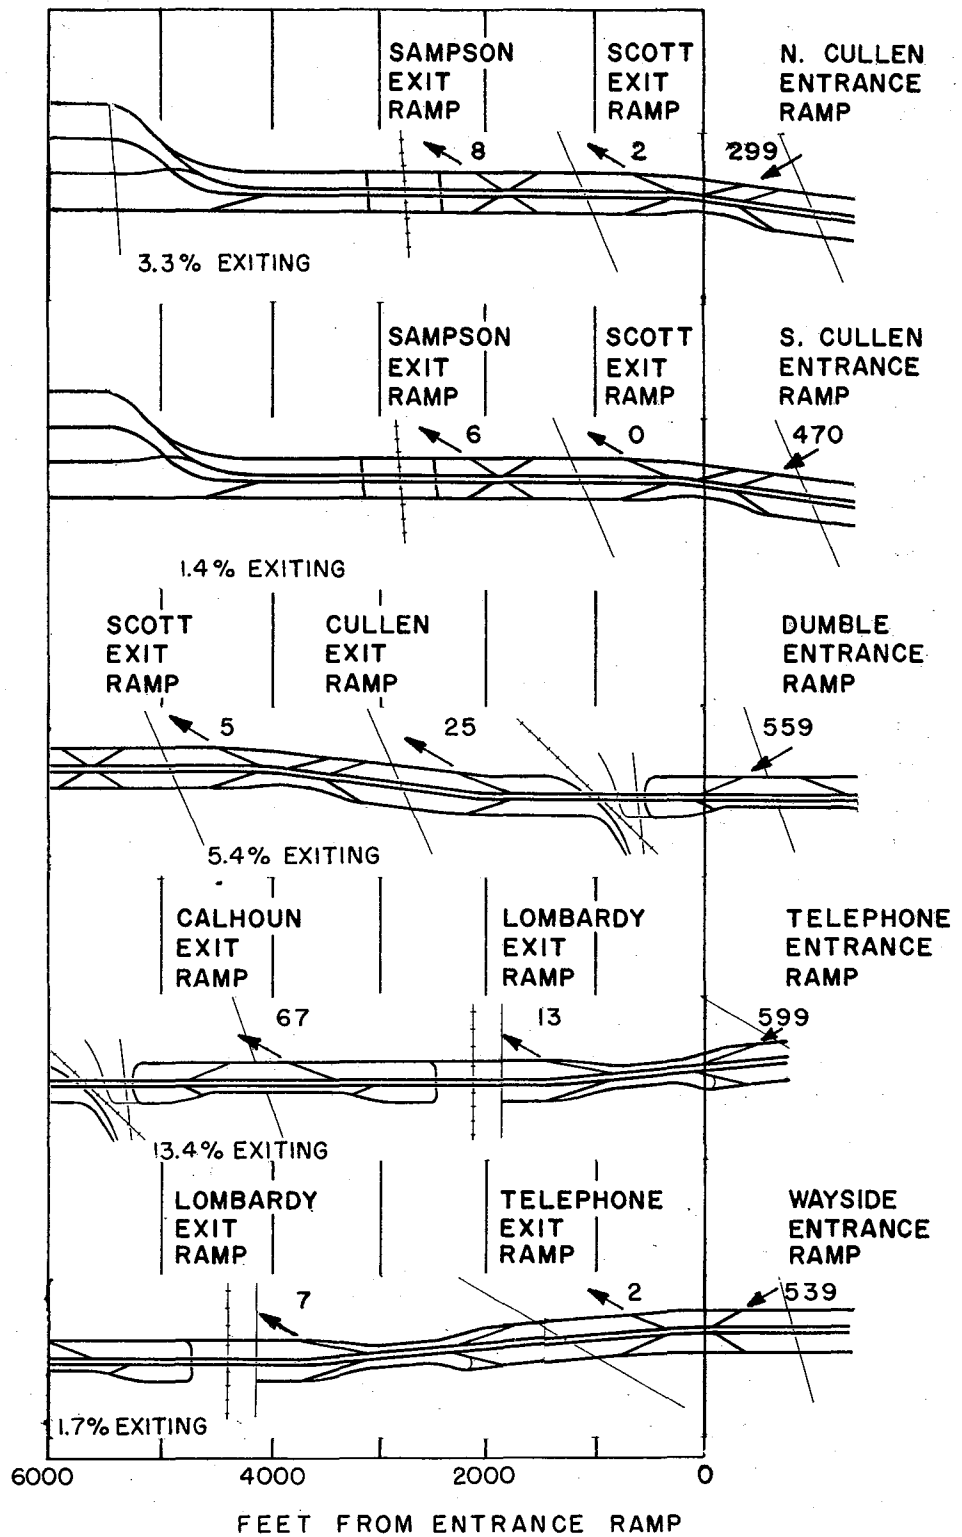 SAMPSON
EXIT
RAMP
SCOTT
EXIT
RAMP
N. CULLEN
ENTRANCE
RAMP
8
2
299
3.3% EXITING
SAMPSON
EXIT
RAMP
SCOTT
EXIT
RAMP
S. CULLEN
ENTRANCE
RAMP
6
0
470
1.4% EXITING
SCOTT
EXIT
RAMP
CULLEN
EXIT
RAMP
DUMBLE
ENTRANCE
RAMP
5
25
559
5.4% EXITING
CALHOUN
EXIT
RAMP
LOMBARDY
EXIT
RAMP
TELEPHONE
ENTRANCE
RAMP
67
13
599
13.4% EXITING
LOMBARDY
EXIT
RAMP
TELEPHONE
EXIT
RAMP
WAYSIDE
ENTRANCE
RAMP
7
2
539
1.7% EXITING
6000 4000 2000 0
FEET FROM ENTRANCE RAMP